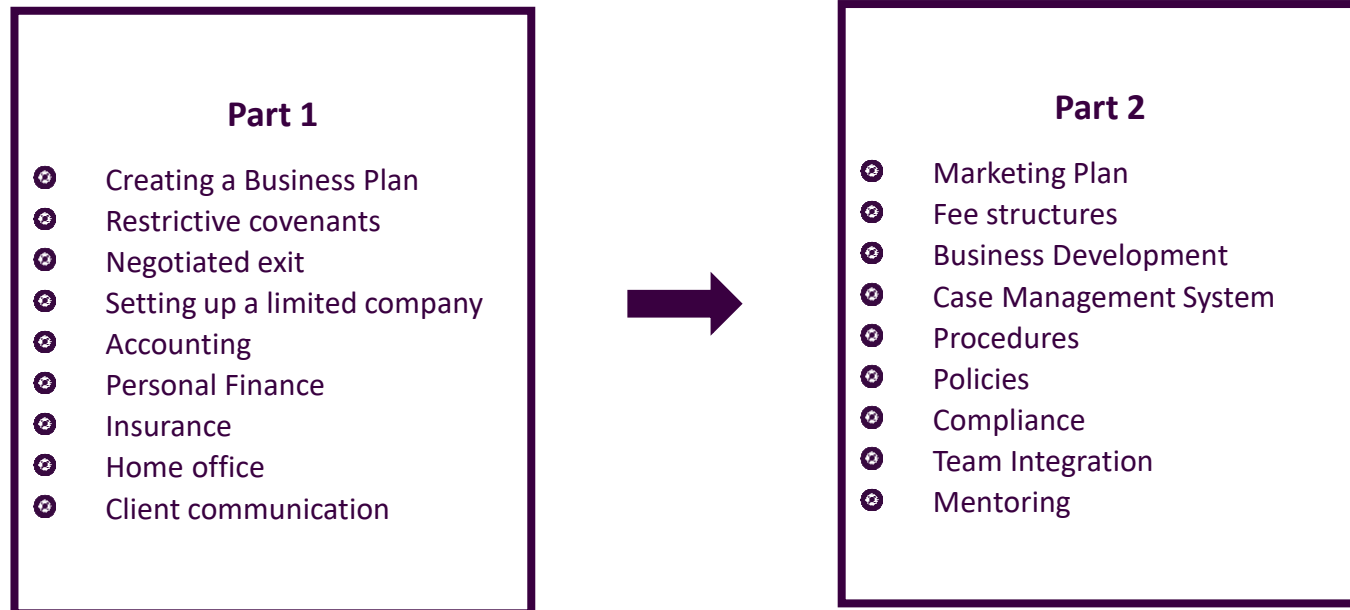 Part 1
Creating a Business Plan
Restrictive covenants
Negotiated exit
Setting up a limited company
Accounting
Personal Finance
Insurance
Home office
Client communication
Part 2
Marketing Plan
Fee structures
Business Development
Case Management System
Procedures
Policies
Compliance
Team Integration
Mentoring